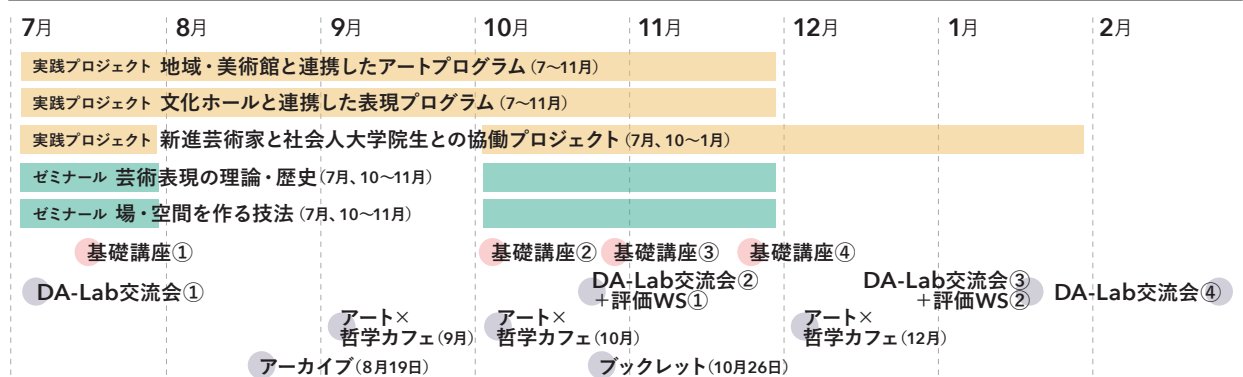 7月 8月 9月 10月 11月 12月 1月 2月
実践プロジェクト 地域・美術館と連携したアートプログラム(7〜11月)
実践プロジェクト 文化ホールと連携した表現プログラム(7〜11月)
実践プロジェクト 新進芸術家と社会人大学院生との協働プロジェクト(7月、10〜1月)
ゼミナール 芸術表現の理論・歴史(7月、10〜11月)
ゼミナール 場・空間を作る技法(7月、10〜11月)
基礎講座① 基礎講座② 基礎講座③ 基礎講座④
DA-Lab交流会①
DA-Lab交流会②
+評価WS①
DA-Lab交流会③
+評価WS②
DA-Lab交流会④
アート×
哲学カフェ(9月)
アート×
哲学カフェ(10月)
アート×
哲学カフェ(12月)
アーカイブ(8月19日)
ブックレット(10月26日)